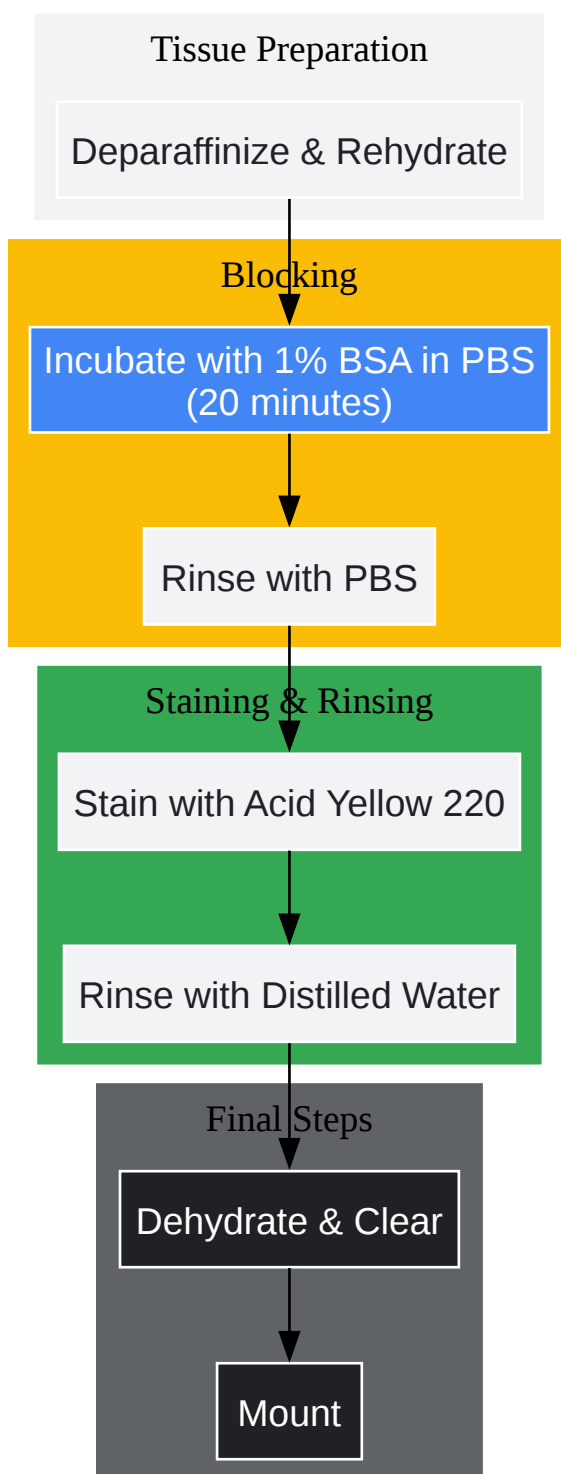 Tissue Preparation
Deparaffinize & Rehydrate
Blocking
Incubate with 1% BSA in PBS
(20 minutes)
Rinse with PBS
Staining & Rinsing
Stain with Acid Yellow 220
Rinse with Distilled Water
Final Steps
Dehydrate & Clear
Mount